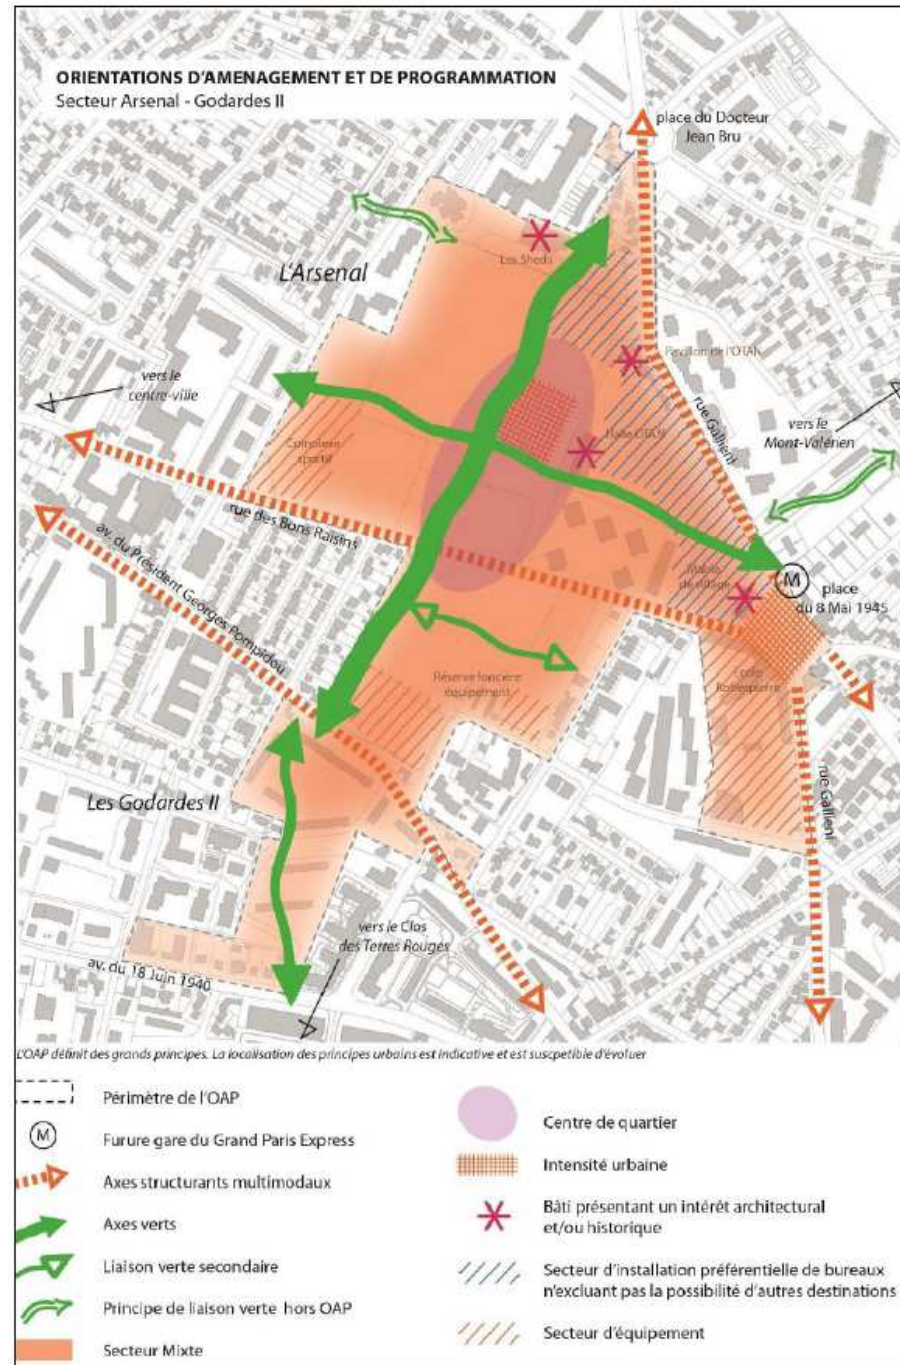 ORIENTATIONS D'AMENAGEMENT ET DE PROGRAMMATION
Secteur Arsenal - Godardes II
place du Docteur
Jean Bru
L'Arsenal
Les Sheds
Pavillon de l'OTAN
vers le
centre-ville
rue Gallieni
vers le
Mont-Valérien
Complexe
sportif
Halle OTAN
rue des Bons Raisins
av. du Président Georges Pompidou
Mairie
de village
M
place
du 8 Mai 1945
Réserve foncière
équipement
Ecole
Robespierre
Les Godardes II
rue Gallieni
vers le Clos
des Terres Rouges
av. du 18 Juin 1940
L'OAP définit des grands principes. La localisation des principes urbains est indicative et est suscpetible d'évoluer
Périmètre de l'OAP
M
Furure gare du Grand Paris Express
Axes structurants multimodaux
Axes verts
Liaison verte secondaire
Principe de liaison verte hors OAP
Secteur Mixte
Centre de quartier
Intensité urbaine
Bâti présentant un intérêt architectural
et/ou historique
Secteur d'installation préférentielle de bureaux
n'excluant pas la possibilité d'autres destinations
Secteur d'équipement